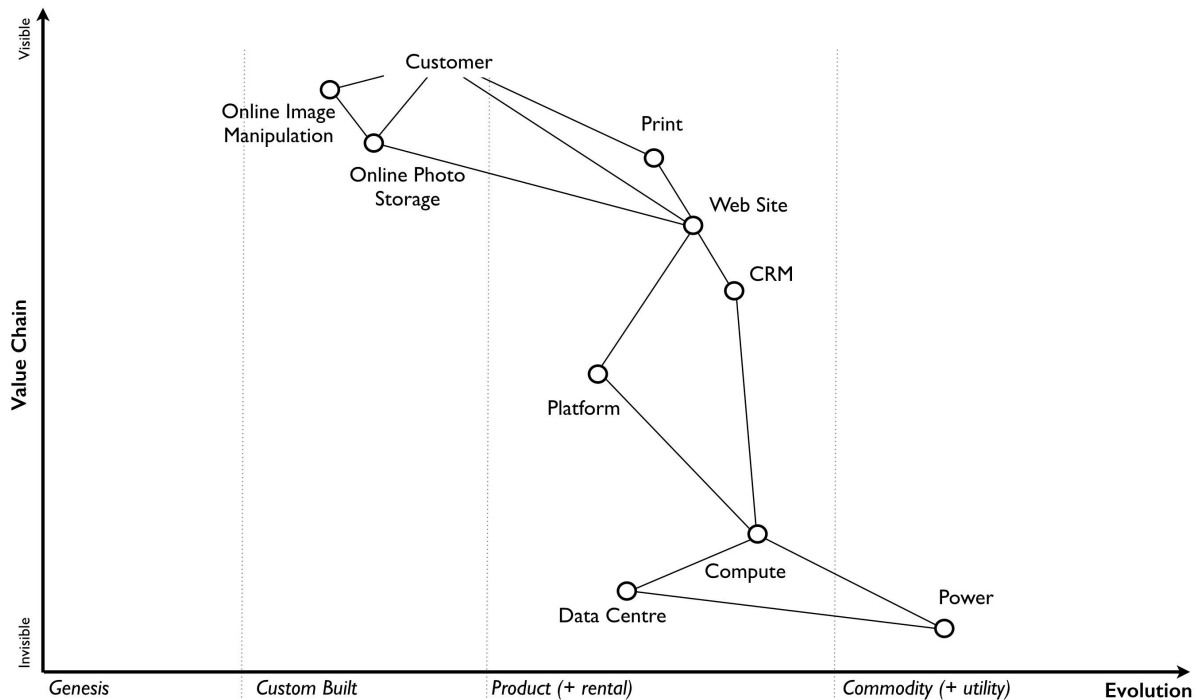 Visible
Customer
Online Image
Manipulation
Print
Online Photo
Storage
Web Site
CRM
Value Chain
Platform
Compute
Data Centre
Power
Invisible
Genesis
Custom Built
Product (+ rental)
Commodity (+ utility)
Evolution